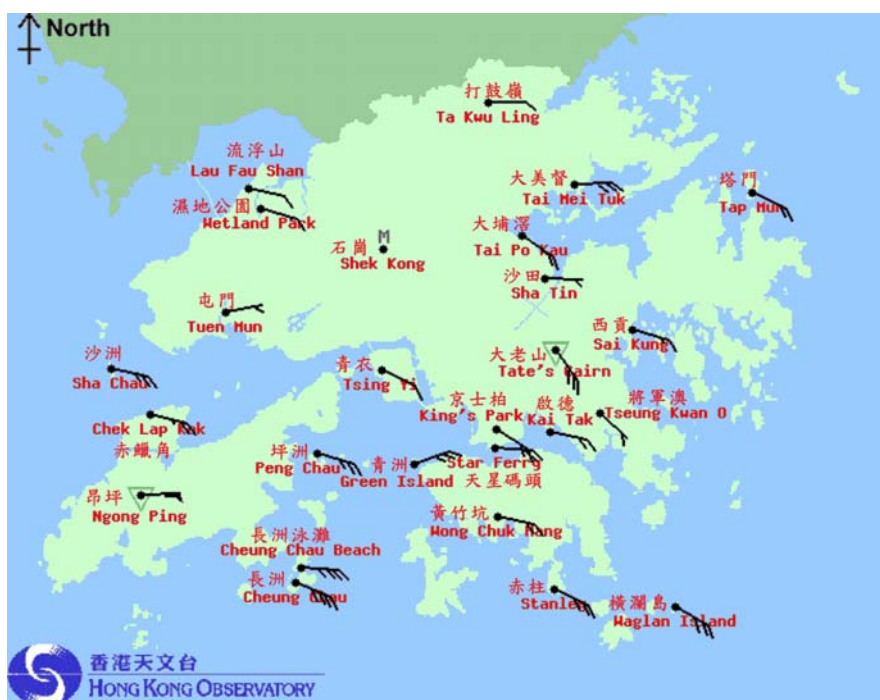 North
打鼓嶺
Ta Kwu Ling
流浮山
Lau Fau Shan
大美督
Tai Mei Tuk
塔門
Tap Mun
濕地公園
Wetland Park
大埔滘
Tai Po Kau
M
石崗
Shek Kong
沙田
Sha Tin
屯門
Tuen Mun
西貢
Sai Kung
沙洲
Sha Chau
青衣
Tsing Yi
大老山
Tate's Cairn
京士柏
King's Park
啟德
Kai Tak
將軍澳
Tseung Kwan O
Chek Lap Kok
赤鱲角
坪洲
Peng Chau
青洲
Green Island
Star Ferry
天星碼頭
昂坪
Ngong Ping
黃竹坑
Wong Chuk Hang
長洲泳灘
Cheung Chau Beach
長洲
Cheung Chau
赤柱
Stanley
橫瀾島
Waglan Island
香港天文台
HONG KONG OBSERVATORY